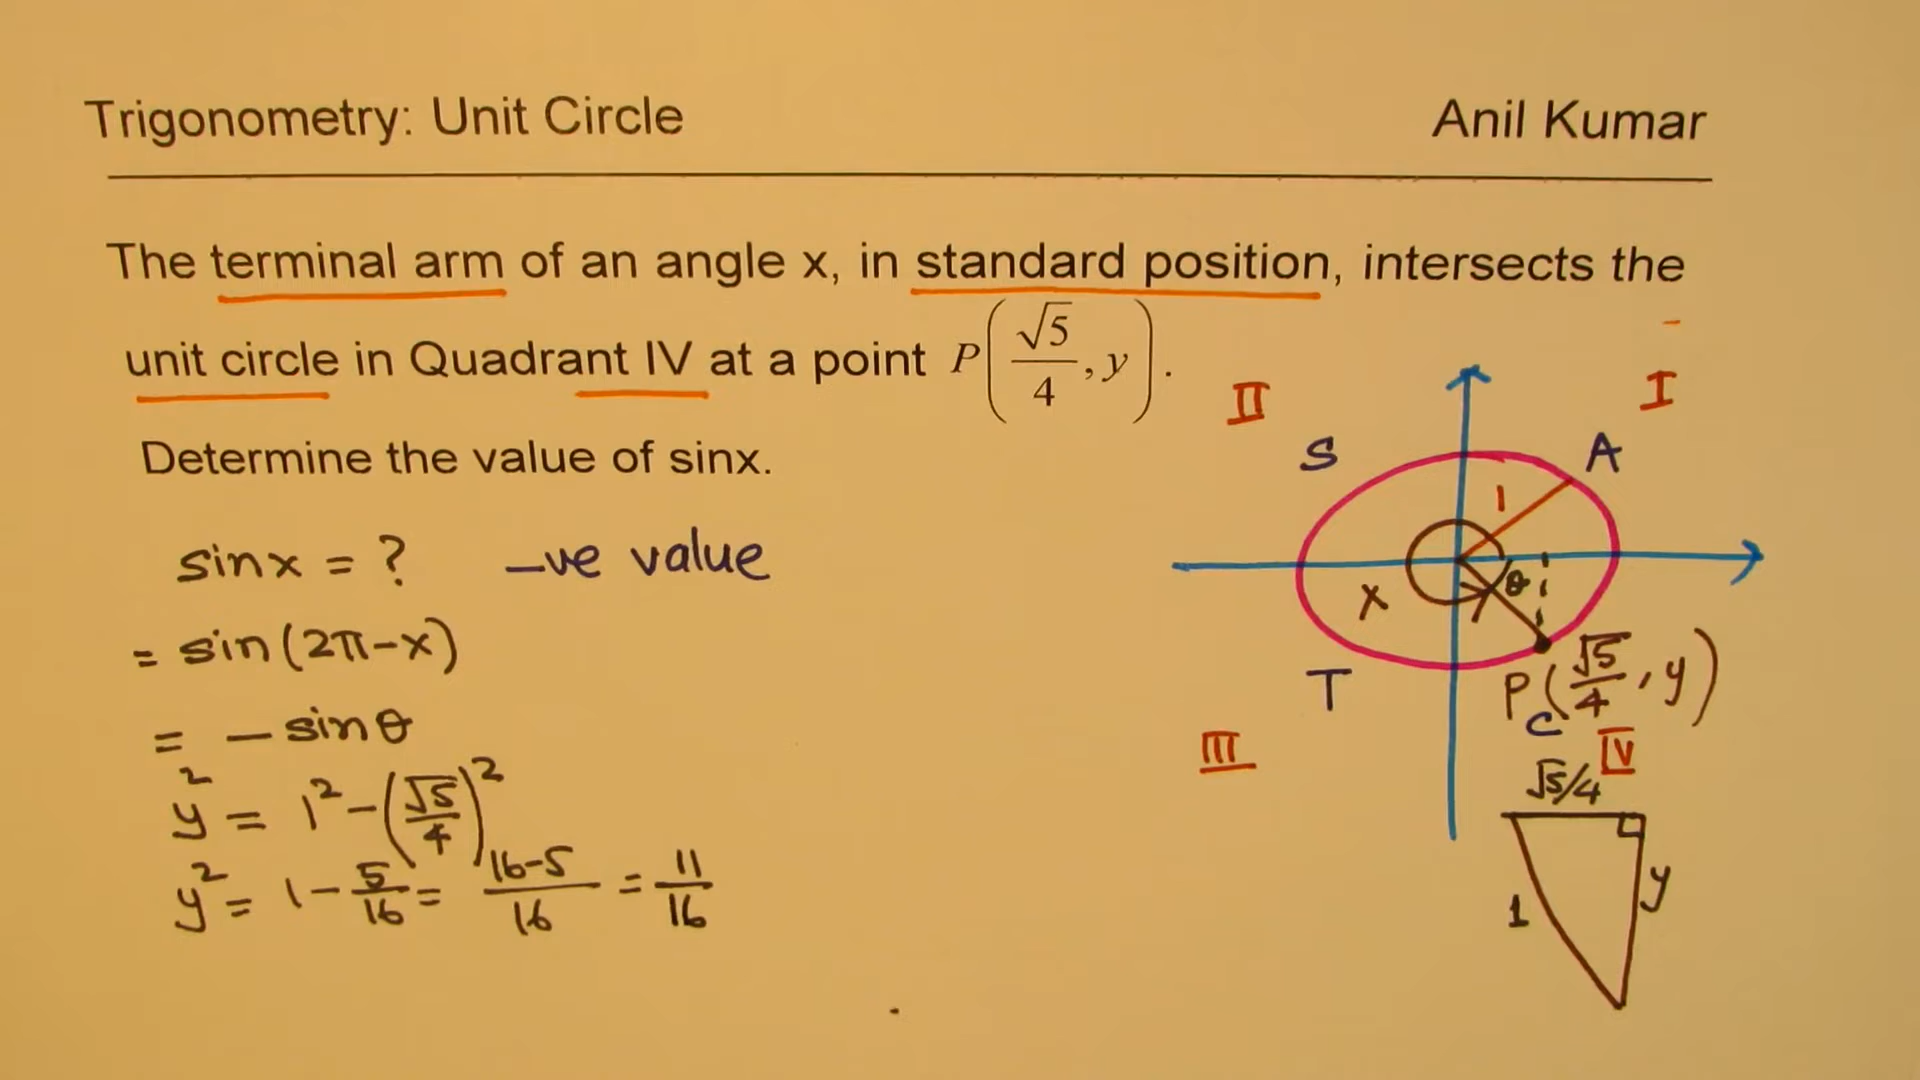 Trigonometry: Unit Circle
Anil Kumar
The terminal arm of an angle x, in standard position, intersects the
unit circle in Quadrant IV at a point P(√5/4, y).
Determine the value of sinx.
sinx = ? -ve value
= sin(2π-x)
= - sinθ
y² = 1² - (√5/4)²
y² = 1 - 5/16 = 16-5/16 = 11/16
II
I
S
A
1
θ
X
T
P(√5/4, y)
C
III
IV
√5/4
1
y